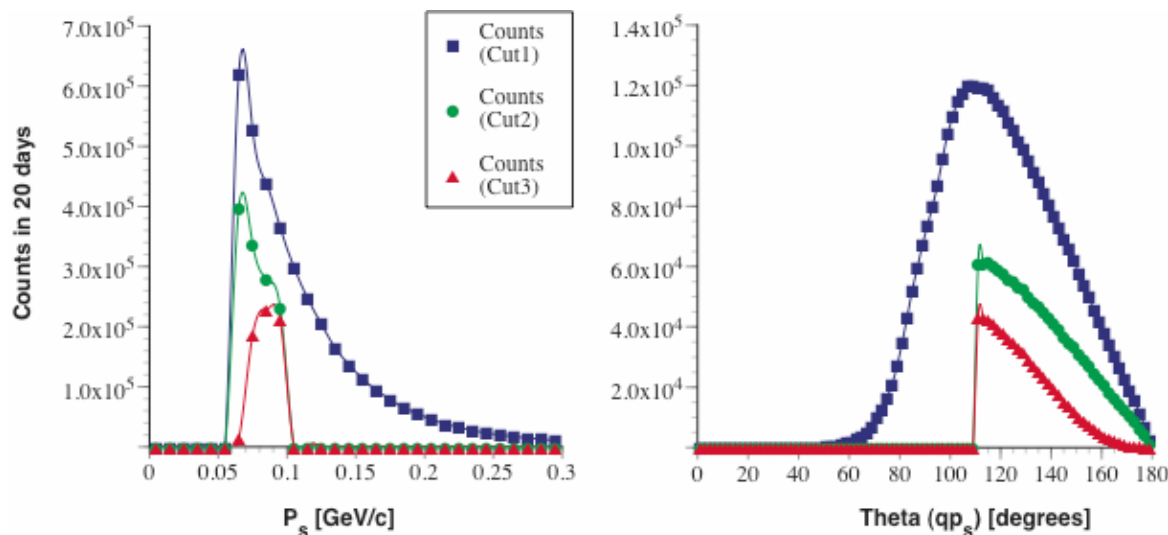 Counts in 20 days
7.0x10⁵
6.0x10⁵
5.0x10⁵
4.0x10⁵
3.0x10⁵
2.0x10⁵
1.0x10⁵
0 0.05 0.1 0.15 0.2 0.25 0.3
P_s [GeV/c]
Counts
(Cut1)
Counts
(Cut2)
Counts
(Cut3)
1.4x10⁵
1.2x10⁵
1.0x10⁵
8.0x10⁴
6.0x10⁴
4.0x10⁴
2.0x10⁴
0 20 40 60 80 100 120 140 160 180
Theta (qp_s) [degrees]